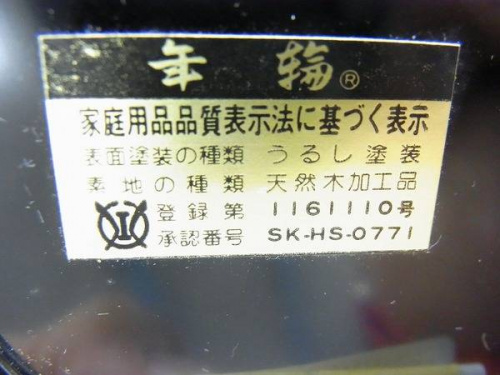 年輪®
家庭用品品質表示法に基づく表示
表面塗装の種類 うるし塗装
素地の種類 天然木加工品
登録第 1161110号
承認番号 SK-HS-0771